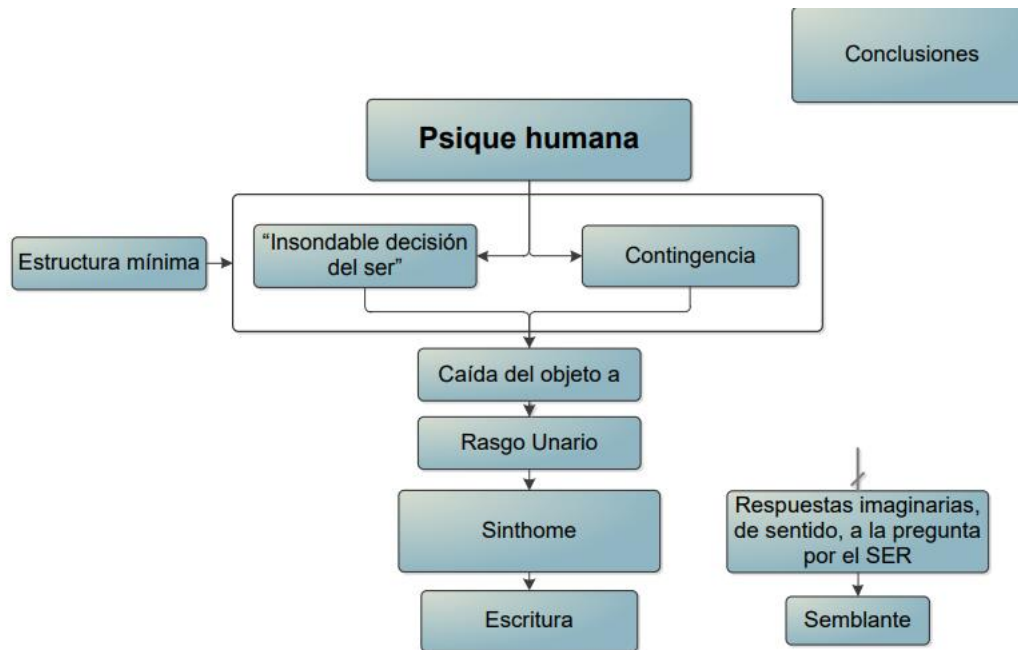 Conclusiones
Psique humana
Estructura mínima
“Insondable decisión
del ser”
Contingencia
Caída del objeto a
Rasgo Unario
Sinthome
Escritura
Respuestas imaginarias,
de sentido, a la pregunta
por el SER
Semblante